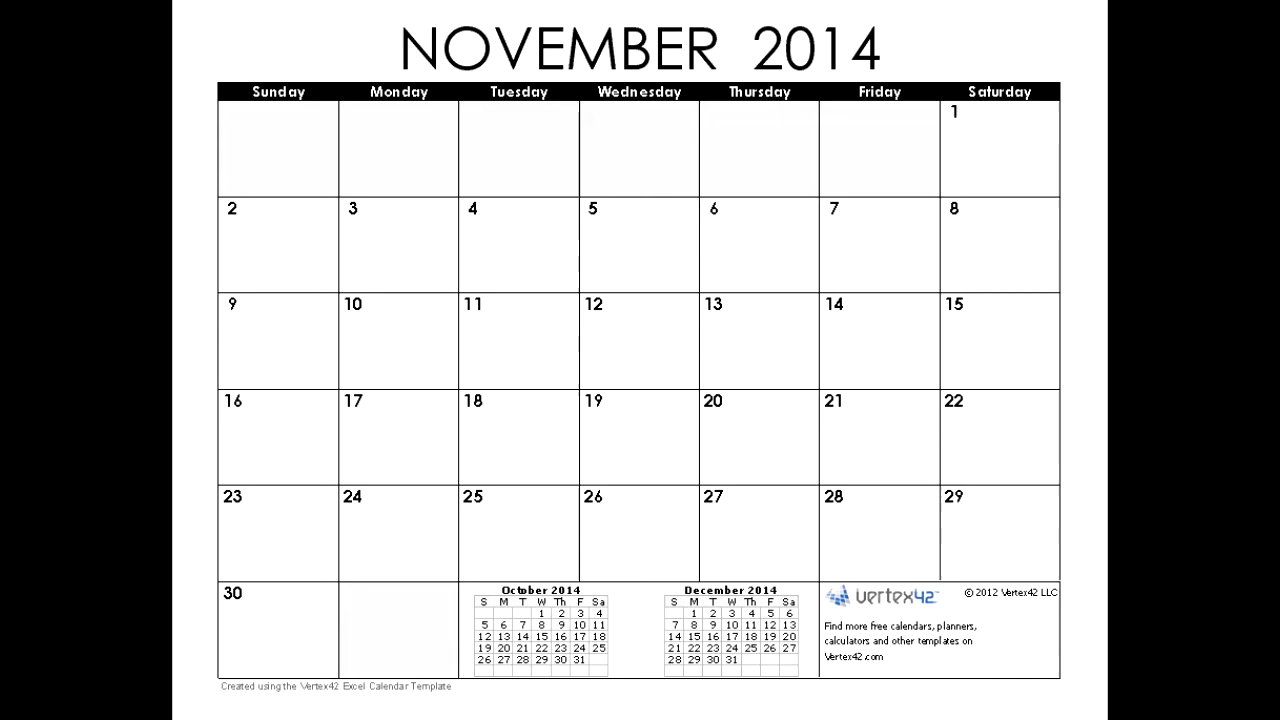 NOVEMBER 2014
Sunday Monday Tuesday Wednesday Thursday Friday Saturday
1
2 3 4 5 6 7 8
9 10 11 12 13 14 15
16 17 18 19 20 21 22
23 24 25 26 27 28 29
30
October 2014
S M T W Th F Sa
1 2 3 4
5 6 7 8 9 10 11
12 13 14 15 16 17 18
19 20 21 22 23 24 25
26 27 28 29 30 31
December 2014
S M T W Th F Sa
1 2 3 4 5 6
7 8 9 10 11 12 13
14 15 16 17 18 19 20
21 22 23 24 25 26 27
28 29 30 31
vertex42™ © 2012 Vertex42 LLC
Find more free calendars, planners,
calculators and other templates on
Vertex42.com
Created using the Vertex42 Excel Calendar Template